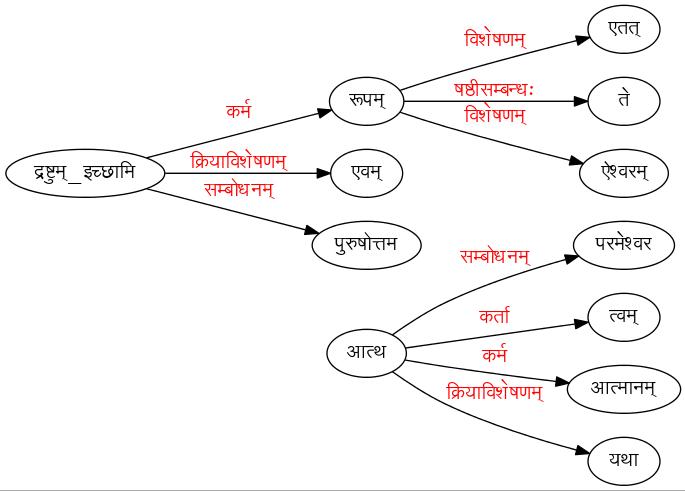 एतत्
विशेषणम्
कर्म
रूपम्
षष्ठीसम्बन्धः
ते
विशेषणम्
द्रष्टुम्_इच्छामि
क्रियाविशेषणम्
एवम्
ऐश्वरम्
सम्बोधनम्
पुरुषोत्तम
सम्बोधनम्
परमेश्वर
कर्ता
त्वम्
आत्थ
कर्म
आत्मानम्
क्रियाविशेषणम्
यथा